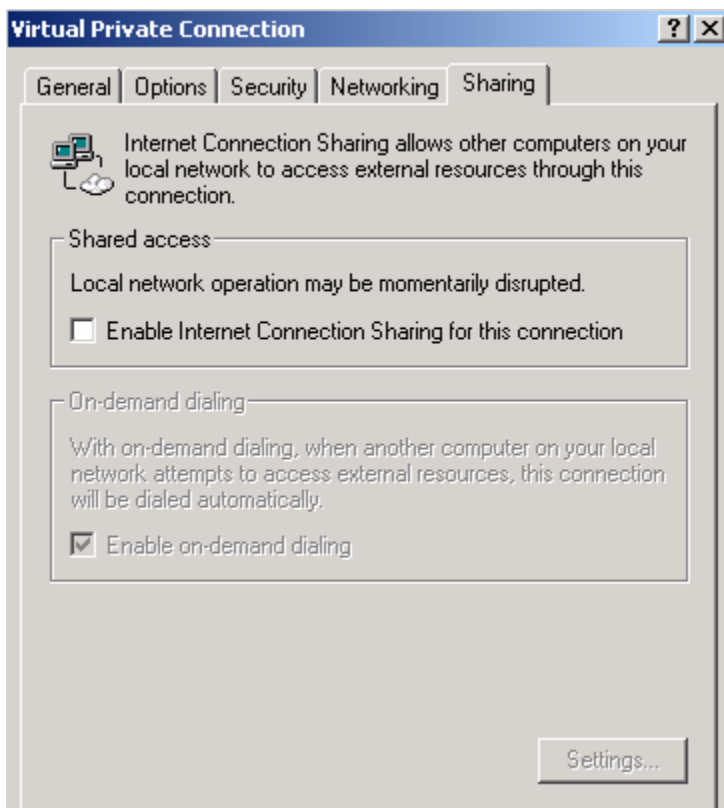 Virtual Private Connection
General
Options
Security
Networking
Sharing
Internet Connection Sharing allows other computers on your
local network to access external resources through this
connection.
Shared access
Local network operation may be momentarily disrupted.
Enable Internet Connection Sharing for this connection
On-demand dialing
With on-demand dialing, when another computer on your local
network attempts to access external resources, this connection
will be dialed automatically.
Enable on-demand dialing
Settings...